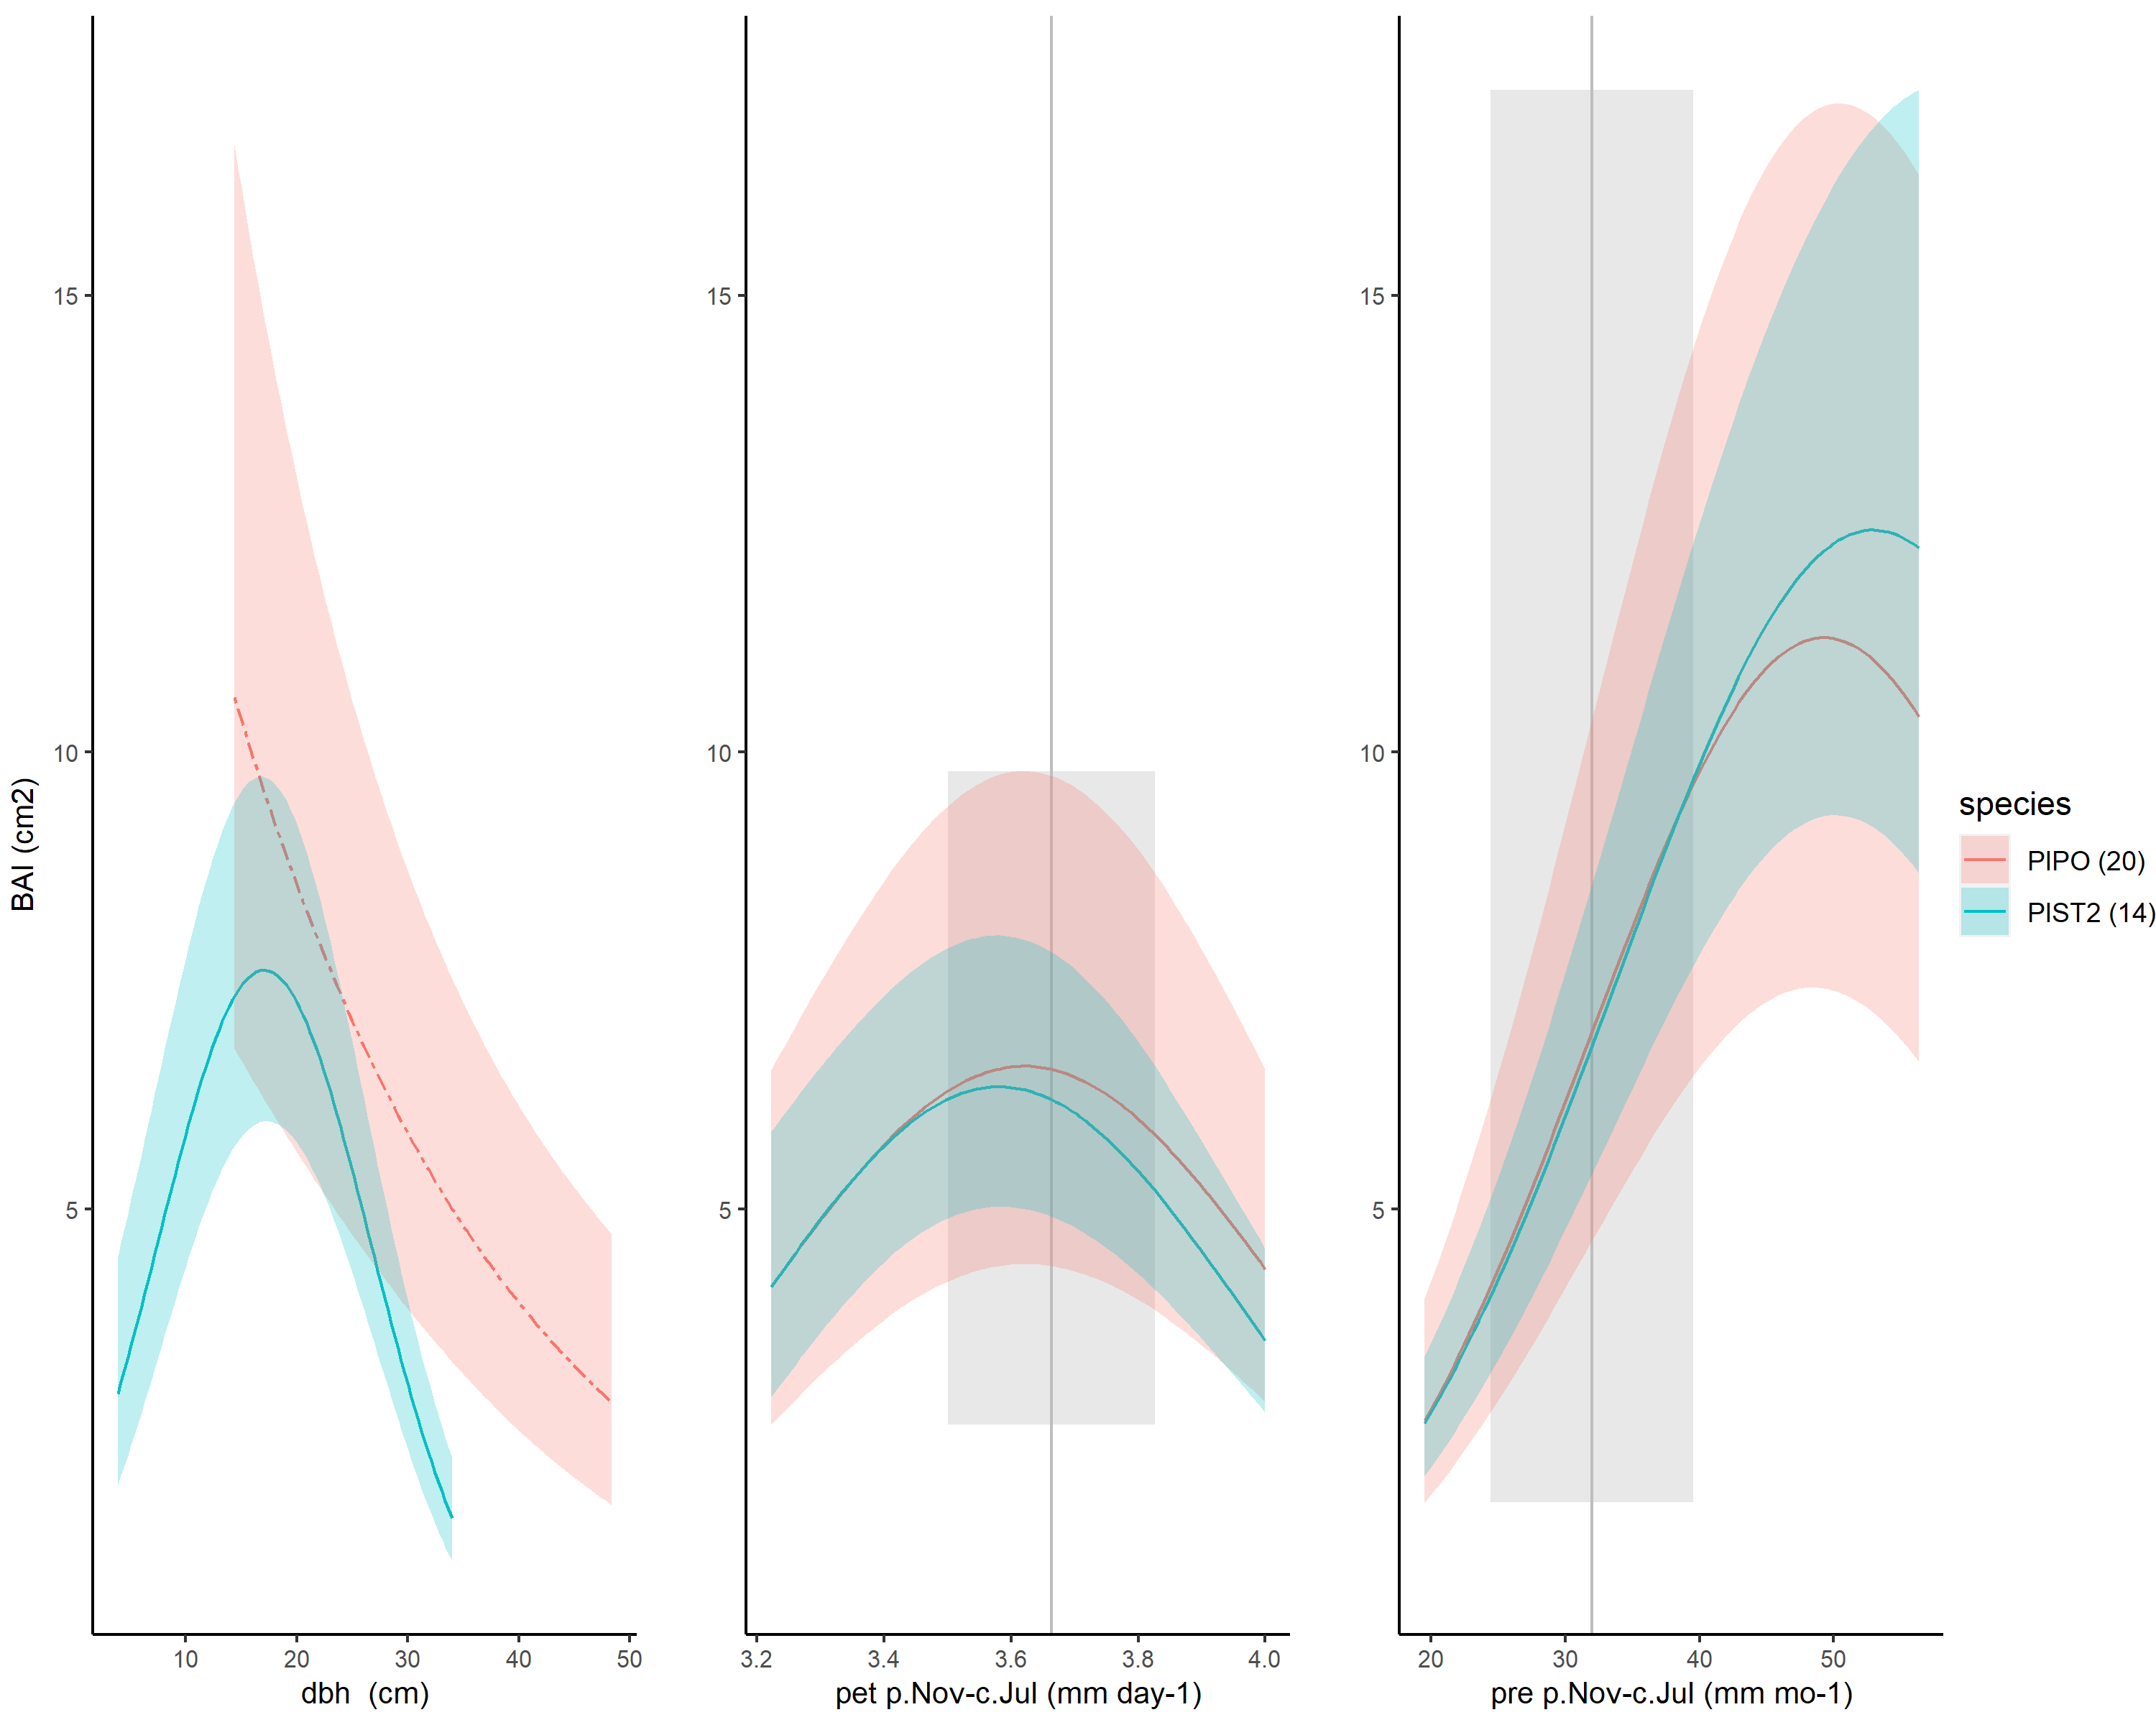 BAI (cm2)
15
10
5
10 20 30 40 50
dbh (cm)
15
10
5
3.2 3.4 3.6 3.8 4.0
pet p.Nov-c.Jul (mm day-1)
15
10
5
20 30 40 50
pre p.Nov-c.Jul (mm mo-1)
species
PIPO (20)
PIST2 (14)